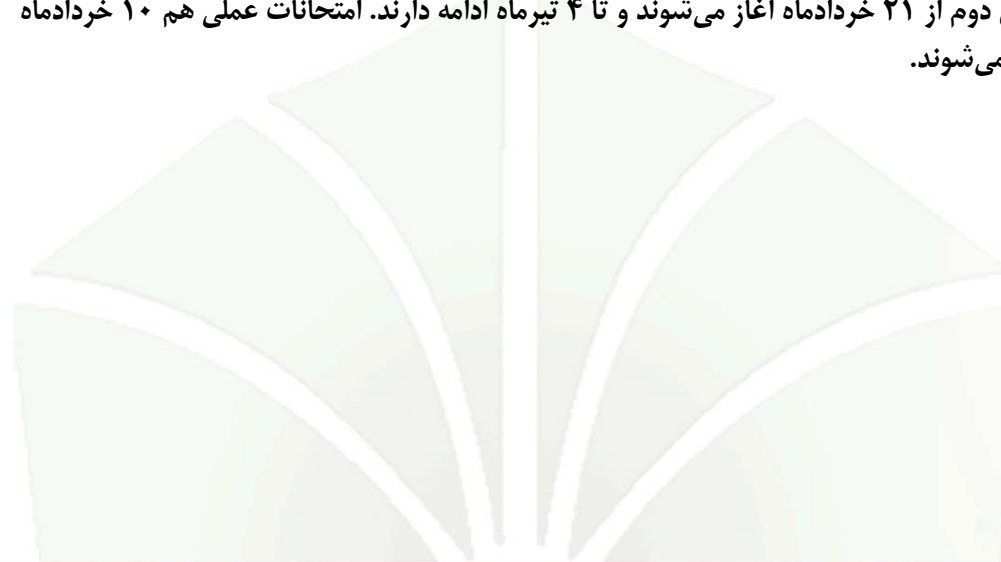 دوم از ۲۱ خردادماه آغاز می‌شوند و تا ۴ تیرماه ادامه دارند. امتحانات عملی هم ۱۰ خردادماه
می‌شوند.